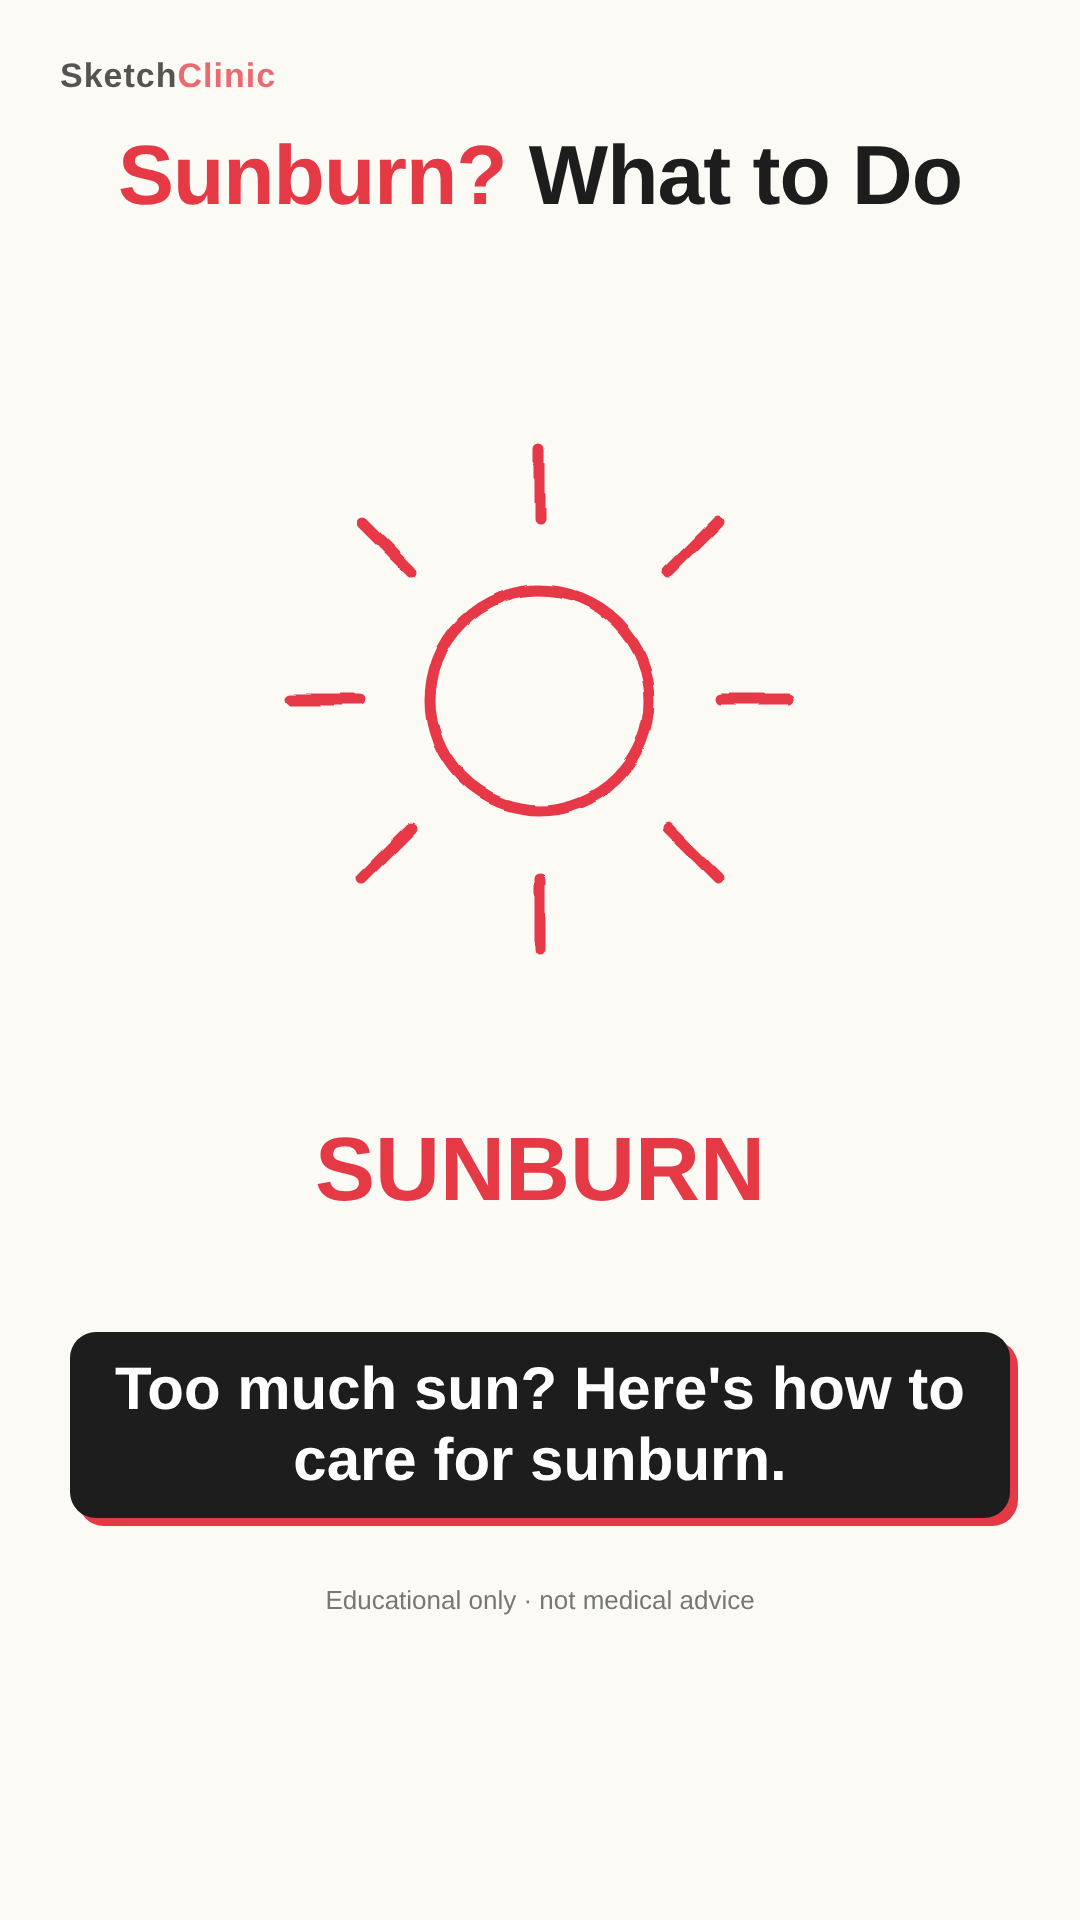 SketchClinic
Sunburn? What to Do
SUNBURN
Too much sun? Here's how to
care for sunburn.
Educational only · not medical advice